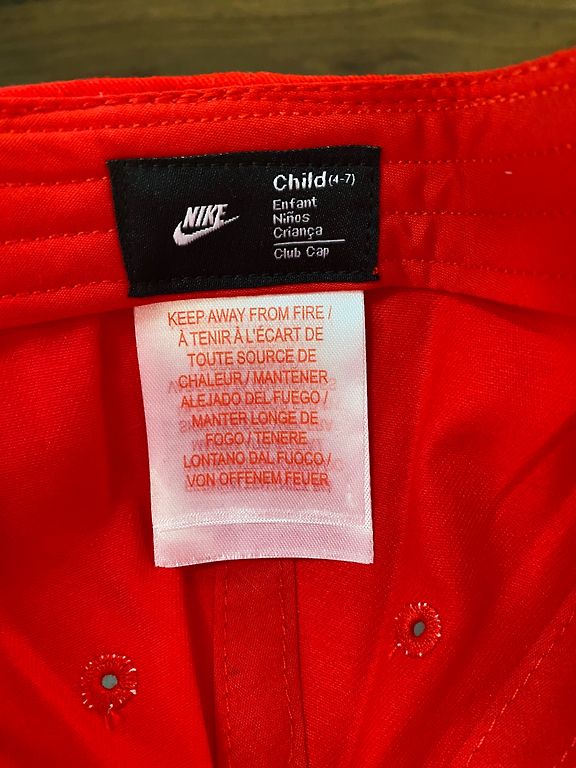 NIKE
Child (4-7)
Enfant
Niños
Criança
Club Cap
KEEP AWAY FROM FIRE /
À TENIR À L'ÉCART DE
TOUTE SOURCE DE
CHALEUR / MANTENER
ALEJADO DEL FUEGO /
MANTER LONGE DE
FOGO / TENERE
LONTANO DAL FUOCO /
VON OFFENEM FEUER